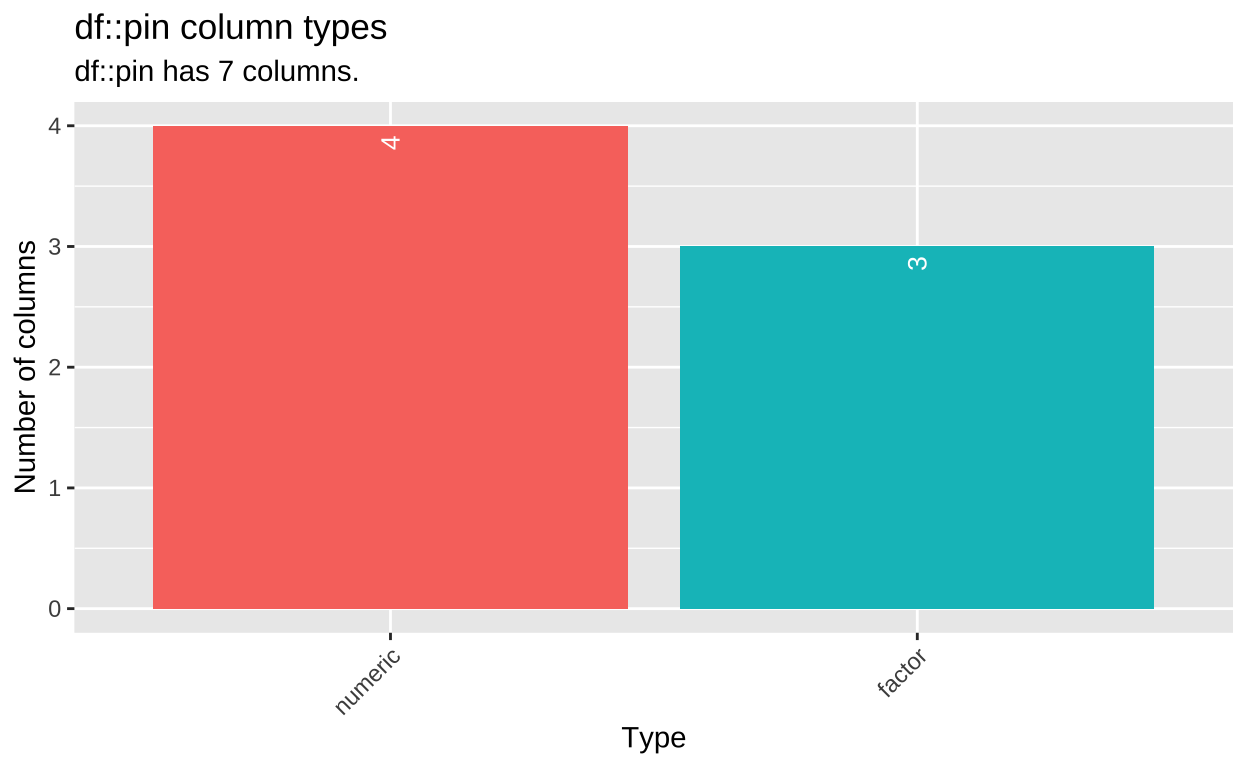 df::pin column types
df::pin has 7 columns.
Number of columns
4
3
2
1
0
4
3
numeric
factor
Type